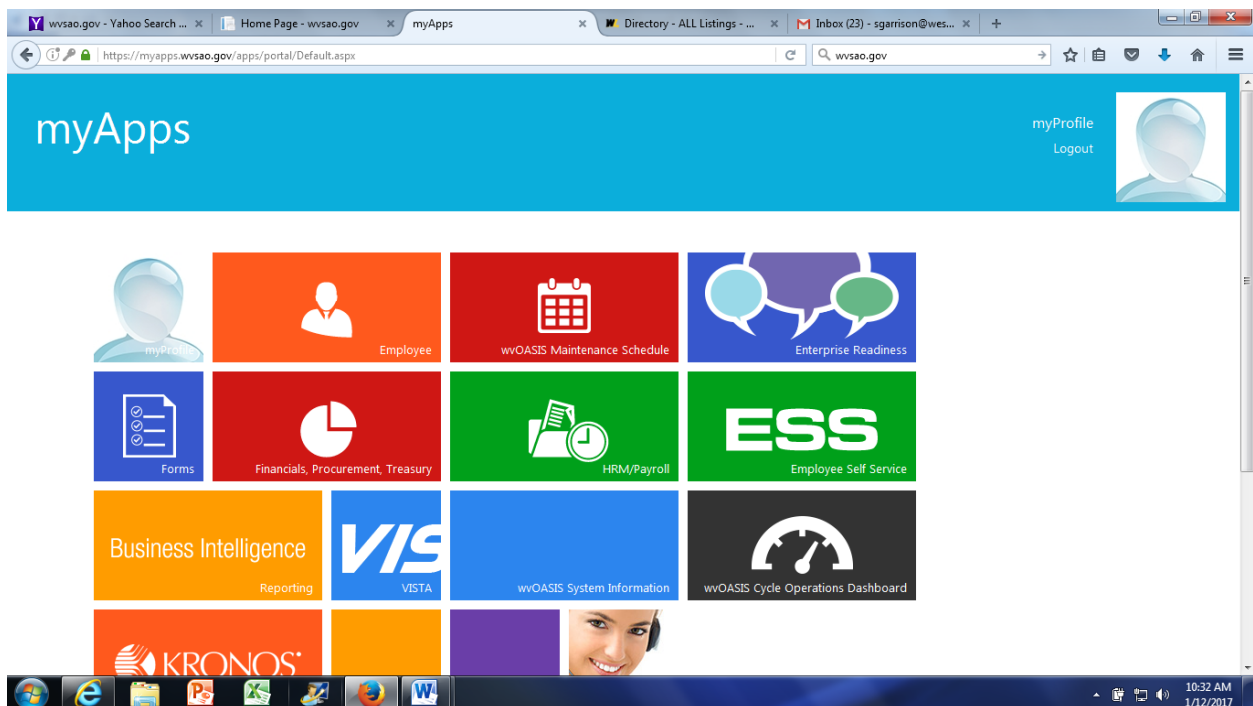 wvsao.gov - Yahoo Search ...
Home Page - wvsao.gov
myApps
Directory - ALL Listings - ...
Inbox (23) - sgarrison@wes...
https://myapps.wvsao.gov/apps/portal/Default.aspx
wvsao.gov
myApps
myProfile
Logout
myProfile
Employee
wvOASIS Maintenance Schedule
Enterprise Readiness
Forms
Financials, Procurement, Treasury
HRM/Payroll
ESS
Employee Self Service
Business Intelligence
Reporting
VIS
VISTA
wvOASIS System Information
wvOASIS Cycle Operations Dashboard
KRONOS
10:32 AM
1/12/2017